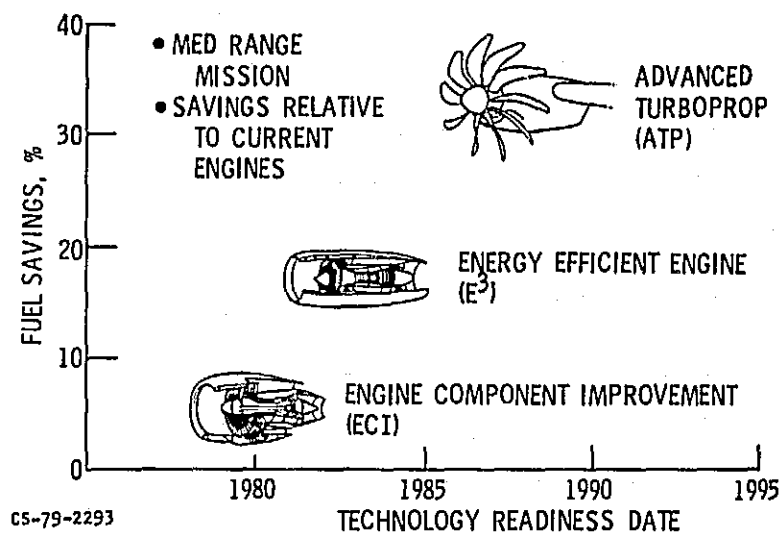 40
30
20
10
0
FUEL SAVINGS, %
• MED RANGE
MISSION
• SAVINGS RELATIVE
TO CURRENT
ENGINES
ADVANCED
TURBOPROP
(ATP)
ENERGY EFFICIENT ENGINE
(E³)
ENGINE COMPONENT IMPROVEMENT
(ECI)
1980 1985 1990 1995
TECHNOLOGY READINESS DATE
CS-79-2293